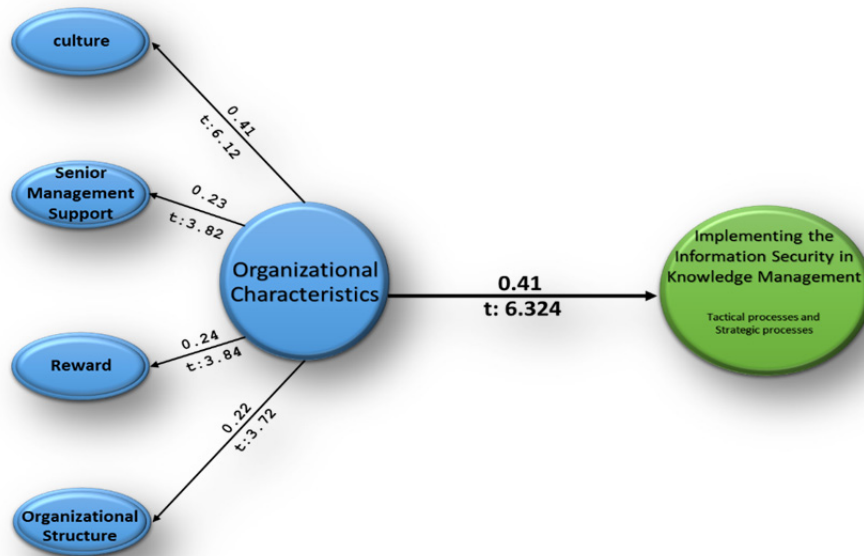 culture
0.41
t:6.12
Senior
Management
Support
0.23
t:3.82
Organizational
Characteristics
0.41
t: 6.324
Implementing the
Information Security in
Knowledge Management
Tactical processes and
Strategic processes
Reward
0.24
t:3.84
0.22
t:3.72
Organizational
Structure